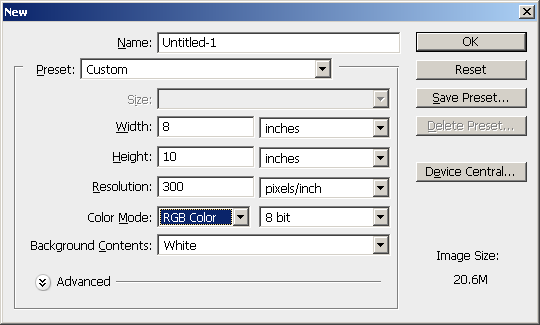 New
Name: Untitled-1
OK
Preset: Custom
Reset
Size:
Save Preset...
Width: 8 inches
Delete Preset...
Height: 10 inches
Device Central...
Resolution: 300 pixels/inch
Color Mode: RGB Color 8 bit
Background Contents: White
Image Size:
20.6M
Advanced